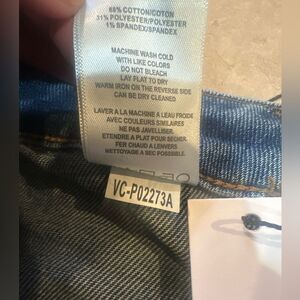 68% COTTON/COTON
31% POLYESTER/POLYESTER
1% SPANDEX/SPANDEX
MACHINE WASH COLD
WITH LIKE COLORS
DO NOT BLEACH
LAY FLAT TO DRY
WARM IRON ON THE REVERSE SIDE
CAN BE DRY CLEANED
LAVER A LA MACHINE A LEAU FROIDE
AVEC COULEURS SIMILAIRES
NE PAS JAVELLISER
ETENDRE A PLAT POUR SECHER.
FER CHAUD A LENVERS
NETTOYAGE A SEC POSSIBLE.
VC-P02273A